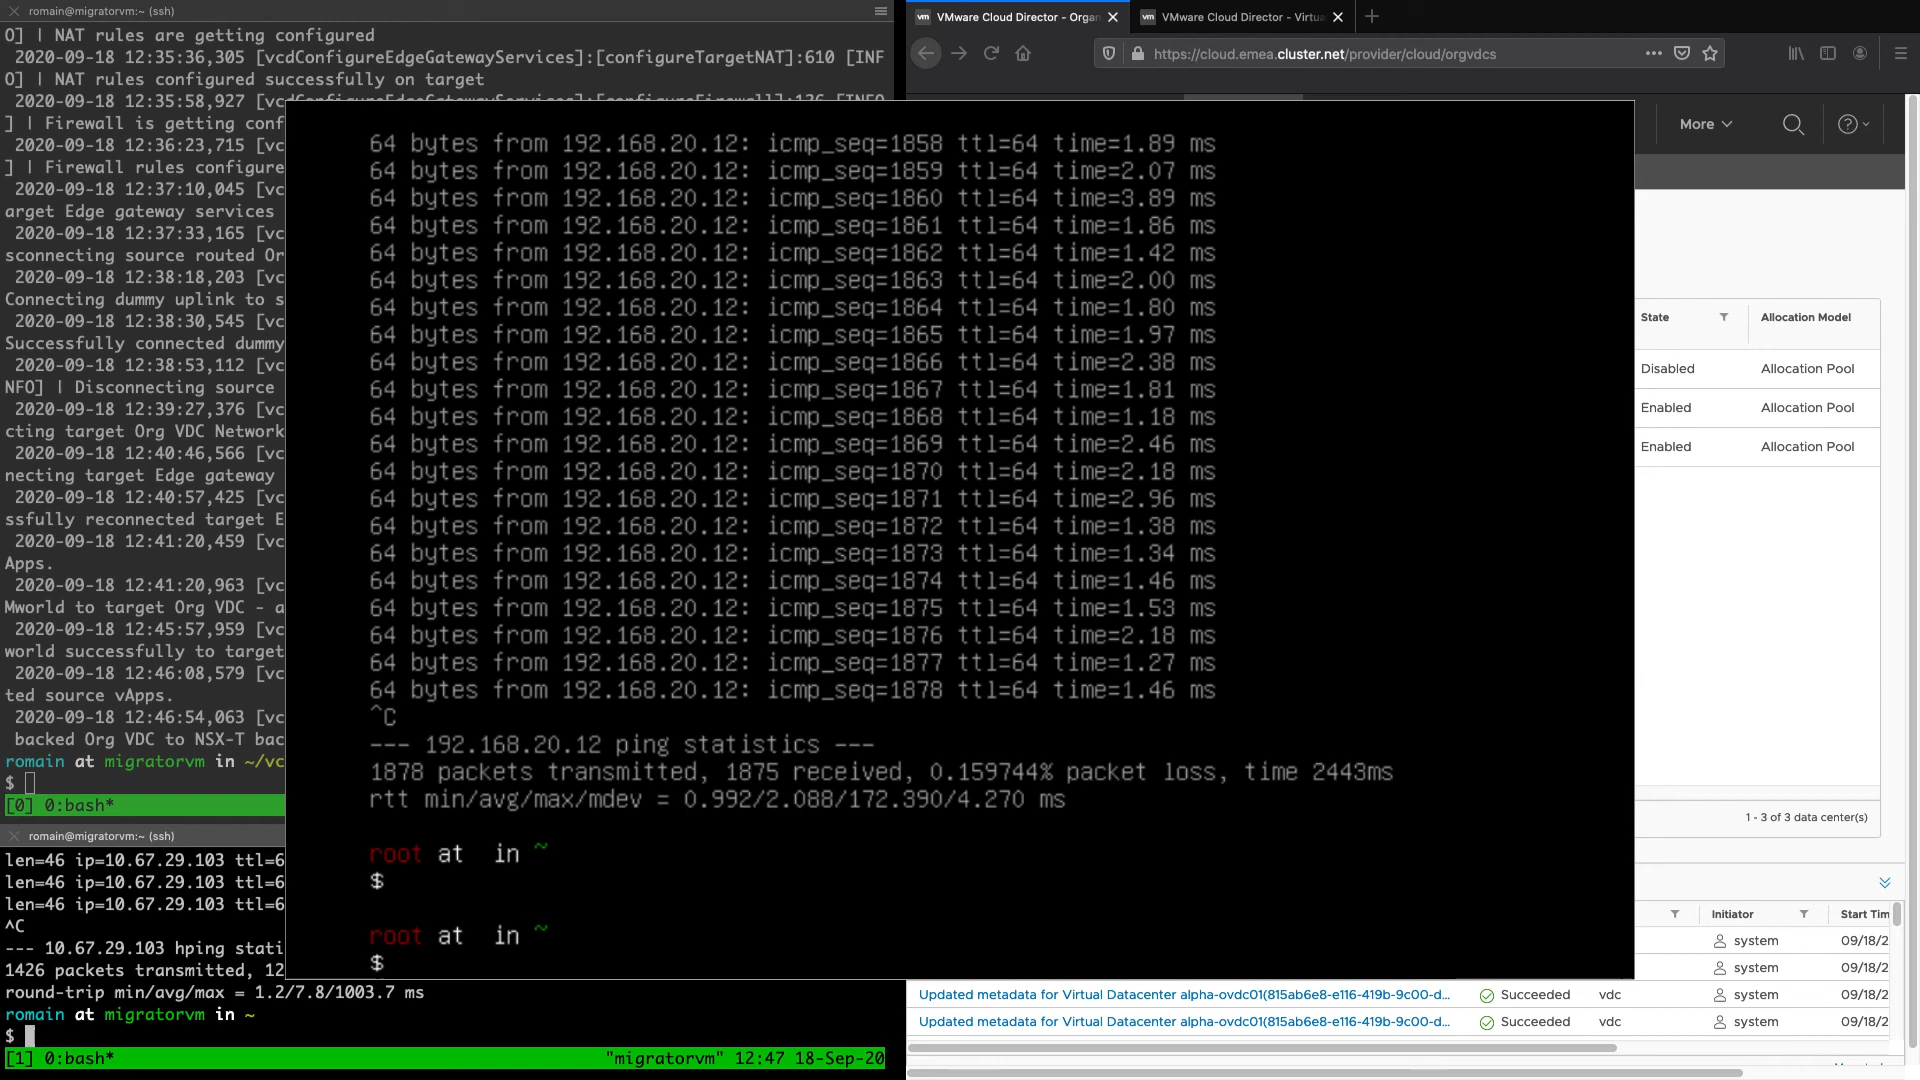 romain@migratorvm:~ (ssh)
O] | NAT rules are getting configured
2020-09-18 12:35:36,305 [vcdConfigureEdgeGatewayServices]:[configureTargetNAT]:610 [INF
O] | NAT rules configured successfully on target
2020-09-18 12:35:58,927 [vcdConfigureEdgeGatewayServices]:[configureFirewall]:126 [INFO
] | Firewall is getting conf
2020-09-18 12:36:23,715 [vc
] | Firewall rules configure
2020-09-18 12:37:10,045 [vc
arget Edge gateway services
2020-09-18 12:37:33,165 [vc
sconnecting source routed Or
2020-09-18 12:38:18,203 [vc
Connecting dummy uplink to s
2020-09-18 12:38:30,545 [vc
Successfully connected dummy
2020-09-18 12:38:53,112 [vc
NFO] | Disconnecting source
2020-09-18 12:39:27,376 [vc
cting target Org VDC Network
2020-09-18 12:40:46,566 [vc
necting target Edge gateway
2020-09-18 12:40:57,425 [vc
ssfully reconnected target E
2020-09-18 12:41:20,459 [vc
Apps.
2020-09-18 12:41:20,963 [vc
Mworld to target Org VDC - a
2020-09-18 12:45:57,959 [vc
world successfully to target
2020-09-18 12:46:08,579 [vc
ted source vApps.
2020-09-18 12:46:54,063 [vc
backed Org VDC to NSX-T bac
romain at migratorvm in ~/vc
$
[0] 0:bash*
romain@migratorvm:~ (ssh)
len=46 ip=10.67.29.103 ttl=6
len=46 ip=10.67.29.103 ttl=6
len=46 ip=10.67.29.103 ttl=6
^C
--- 10.67.29.103 hping stati
1426 packets transmitted, 12
round-trip min/avg/max = 1.2/7.8/1003.7 ms
romain at migratorvm in ~
$
[1] 0:bash* "migratorvm" 12:47 18-Sep-20
64 bytes from 192.168.20.12: icmp_seq=1858 ttl=64 time=1.89 ms
64 bytes from 192.168.20.12: icmp_seq=1859 ttl=64 time=2.07 ms
64 bytes from 192.168.20.12: icmp_seq=1860 ttl=64 time=3.89 ms
64 bytes from 192.168.20.12: icmp_seq=1861 ttl=64 time=1.86 ms
64 bytes from 192.168.20.12: icmp_seq=1862 ttl=64 time=1.42 ms
64 bytes from 192.168.20.12: icmp_seq=1863 ttl=64 time=2.00 ms
64 bytes from 192.168.20.12: icmp_seq=1864 ttl=64 time=1.80 ms
64 bytes from 192.168.20.12: icmp_seq=1865 ttl=64 time=1.97 ms
64 bytes from 192.168.20.12: icmp_seq=1866 ttl=64 time=2.38 ms
64 bytes from 192.168.20.12: icmp_seq=1867 ttl=64 time=1.81 ms
64 bytes from 192.168.20.12: icmp_seq=1868 ttl=64 time=1.18 ms
64 bytes from 192.168.20.12: icmp_seq=1869 ttl=64 time=2.46 ms
64 bytes from 192.168.20.12: icmp_seq=1870 ttl=64 time=2.18 ms
64 bytes from 192.168.20.12: icmp_seq=1871 ttl=64 time=2.96 ms
64 bytes from 192.168.20.12: icmp_seq=1872 ttl=64 time=1.38 ms
64 bytes from 192.168.20.12: icmp_seq=1873 ttl=64 time=1.34 ms
64 bytes from 192.168.20.12: icmp_seq=1874 ttl=64 time=1.46 ms
64 bytes from 192.168.20.12: icmp_seq=1875 ttl=64 time=1.53 ms
64 bytes from 192.168.20.12: icmp_seq=1876 ttl=64 time=2.18 ms
64 bytes from 192.168.20.12: icmp_seq=1877 ttl=64 time=1.27 ms
64 bytes from 192.168.20.12: icmp_seq=1878 ttl=64 time=1.46 ms
^C
--- 192.168.20.12 ping statistics ---
1878 packets transmitted, 1875 received, 0.159744% packet loss, time 2443ms
rtt min/avg/max/mdev = 0.992/2.088/172.390/4.270 ms
root at  in ~
$
root at  in ~
$
vm VMware Cloud Director - Organ
vm VMware Cloud Director - Virtua
https://cloud.emea.cluster.net/provider/cloud/orgvdcs
More
State Allocation Model
Disabled Allocation Pool
Enabled Allocation Pool
Enabled Allocation Pool
1 - 3 of 3 data center(s)
Initiator Start Tim
system 09/18/2
system 09/18/2
Updated metadata for Virtual Datacenter alpha-ovdc01(815ab6e8-e116-419b-9c00-d... Succeeded vdc system 09/18/2
Updated metadata for Virtual Datacenter alpha-ovdc01(815ab6e8-e116-419b-9c00-d... Succeeded vdc system 09/18/2